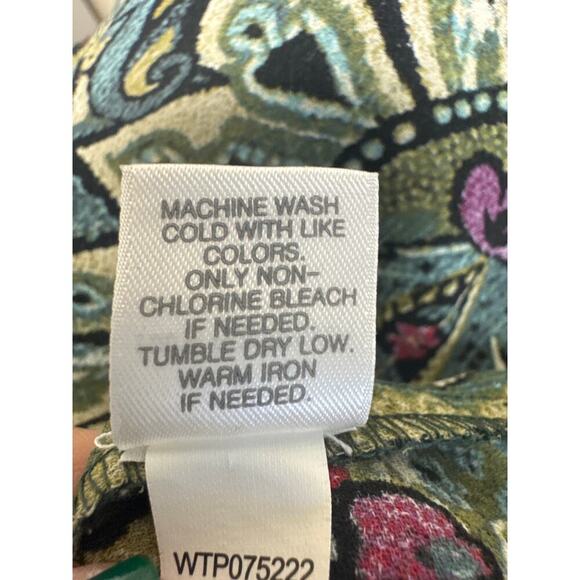 MACHINE WASH
COLD WITH LIKE
COLORS.
ONLY NON-
CHLORINE BLEACH
IF NEEDED.
TUMBLE DRY LOW.
WARM IRON
IF NEEDED.
WTP075222